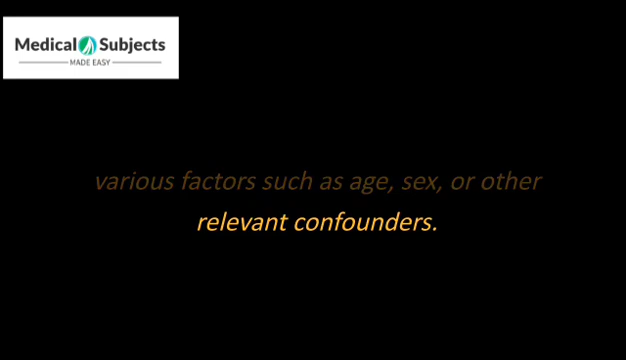 Medical Subjects
MADE EASY
various factors such as age, sex, or other
relevant confounders.